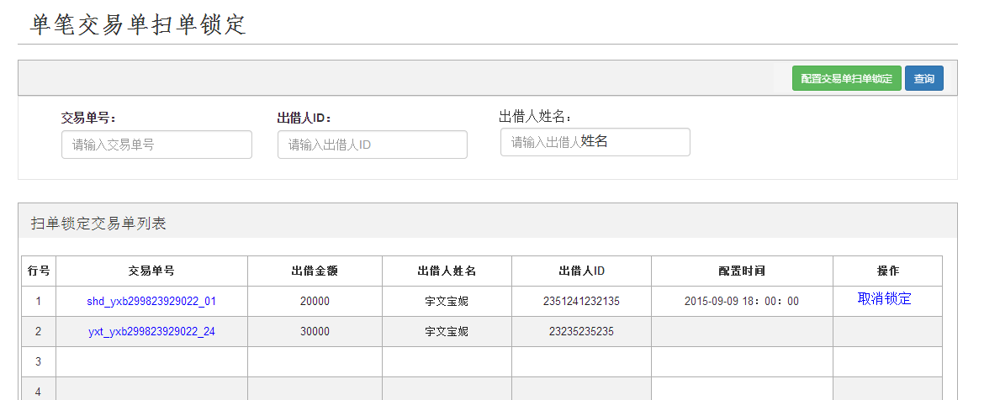 单笔交易单扫单锁定
配置交易单扫单锁定 查询
交易单号： 出借人ID： 出借人姓名：
请输入交易单号 请输入出借人ID 请输入出借人姓名
扫单锁定交易单列表
行号 交易单号 出借金额 出借人姓名 出借人ID 配置时间 操作
1 shd_yxb299823929022_01 20000 宇文宝妮 2351241232135 2015-09-09 18：00：00 取消锁定
2 yxt_yxb299823929022_24 30000 宇文宝妮 23235235235
3
4